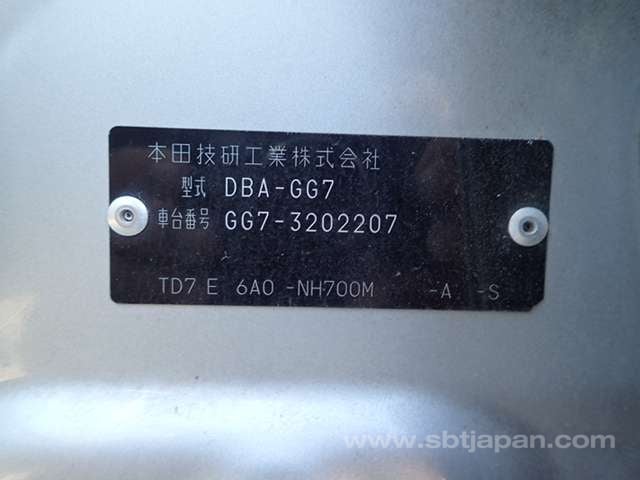 本田技研工業株式会社
型式 DBA-GG7
車台番号 GG7-3202207
TD7 E 6A0 -NH700M -A -S
www.sbtjapan.com